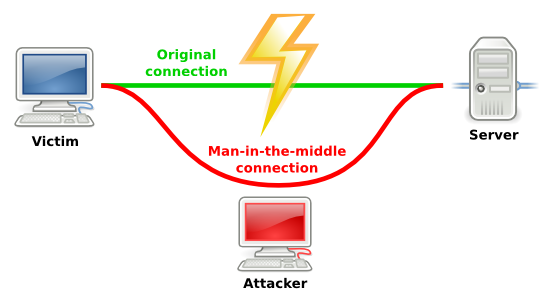 Original
connection
Victim
Server
Man-in-the-middle
connection
Attacker